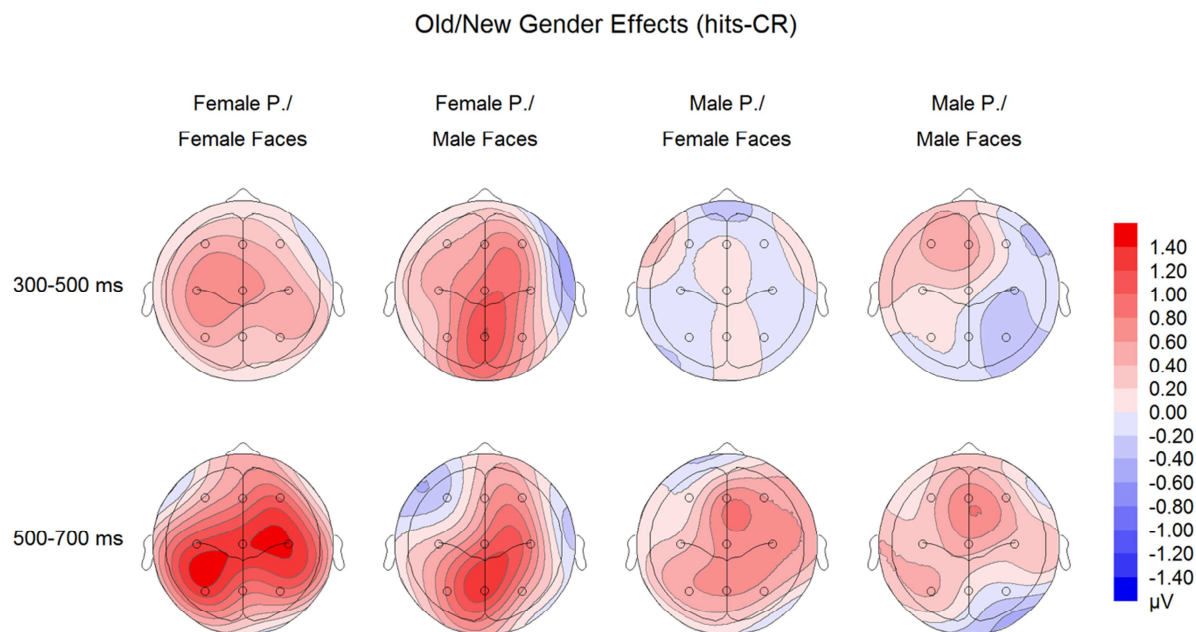 Old/New Gender Effects (hits-CR)
Female P./
Female Faces
Female P./
Male Faces
Male P./
Female Faces
Male P./
Male Faces
300-500 ms
500-700 ms
1.40
1.20
1.00
0.80
0.60
0.40
0.20
0.00
-0.20
-0.40
-0.60
-0.80
-1.00
-1.20
-1.40
µV